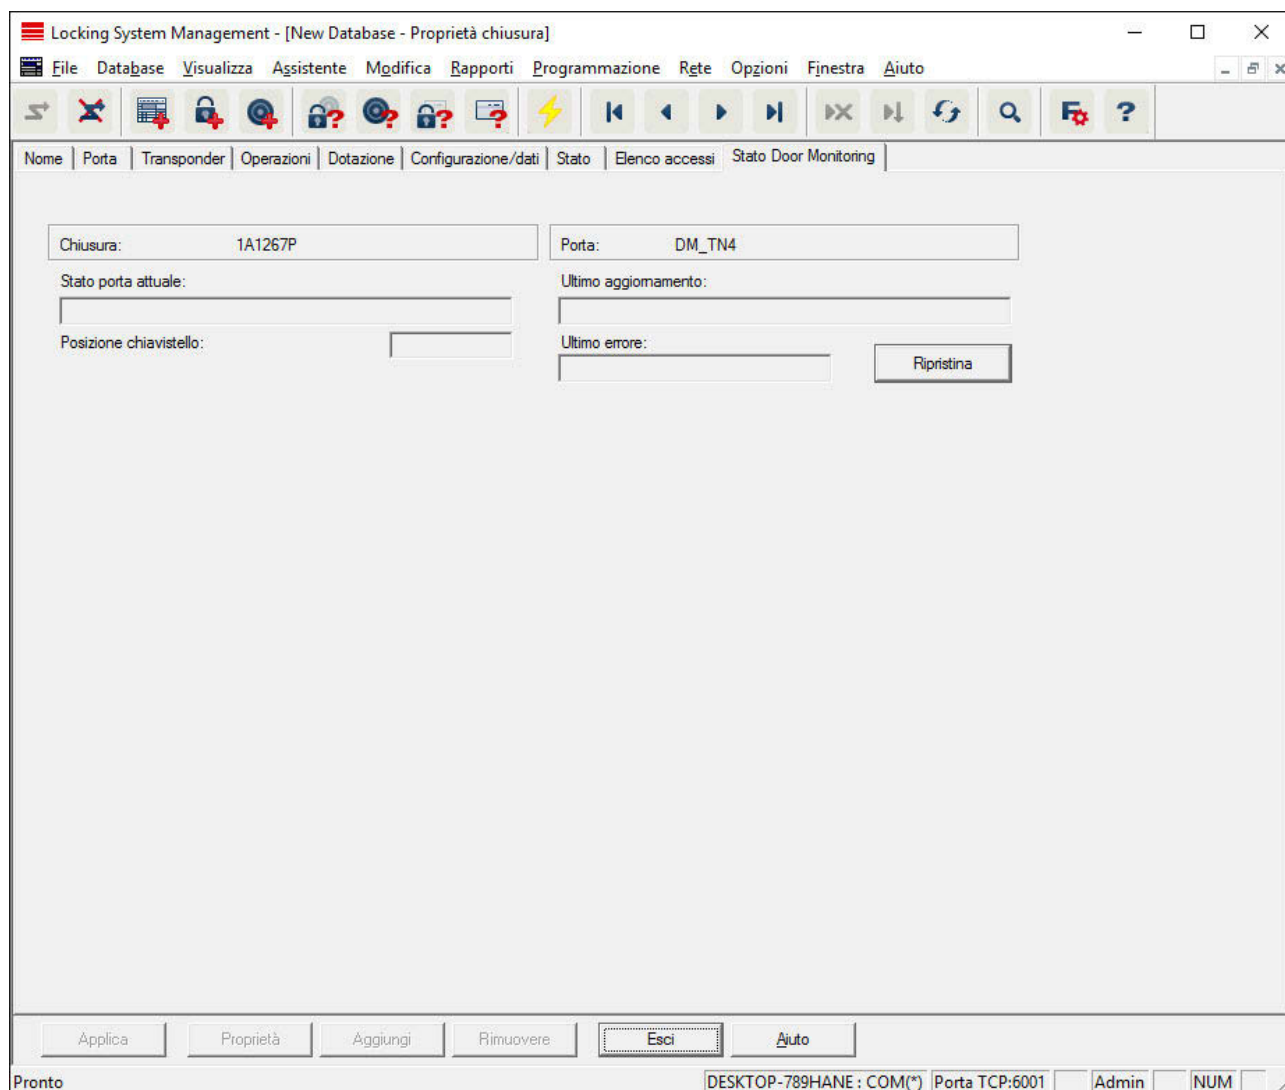 Locking System Management - [New Database - Proprietà chiusura]
File Database Visualizza Assistente Modifica Rapporti Programmazione Rete Opzioni Finestra Aiuto
Nome Porta Transponder Operazioni Dotazione Configurazione/dati Stato Elenco accessi Stato Door Monitoring
Chiusura: 1A1267P Porta: DM_TN4
Stato porta attuale: Ultimo aggiornamento:
Posizione chiavistello: Ultimo errore:
Ripristina
Applica Proprietà Aggiungi Rimuovere Esci Aiuto
Pronto DESKTOP-789HANE : COM(*) Porta TCP:6001 Admin NUM